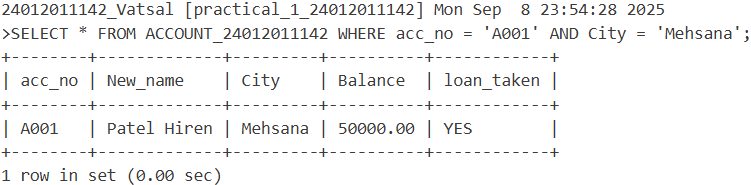 24012011142_Vatsal [practical_1_24012011142] Mon Sep  8 23:54:28 2025
>SELECT * FROM ACCOUNT_24012011142 WHERE acc_no = 'A001' AND City = 'Mehsana';
+--------+-------------+---------+----------+------------+
| acc_no | New_name    | City    | Balance  | loan_taken |
+--------+-------------+---------+----------+------------+
| A001   | Patel Hiren | Mehsana | 50000.00 | YES        |
+--------+-------------+---------+----------+------------+
1 row in set (0.00 sec)